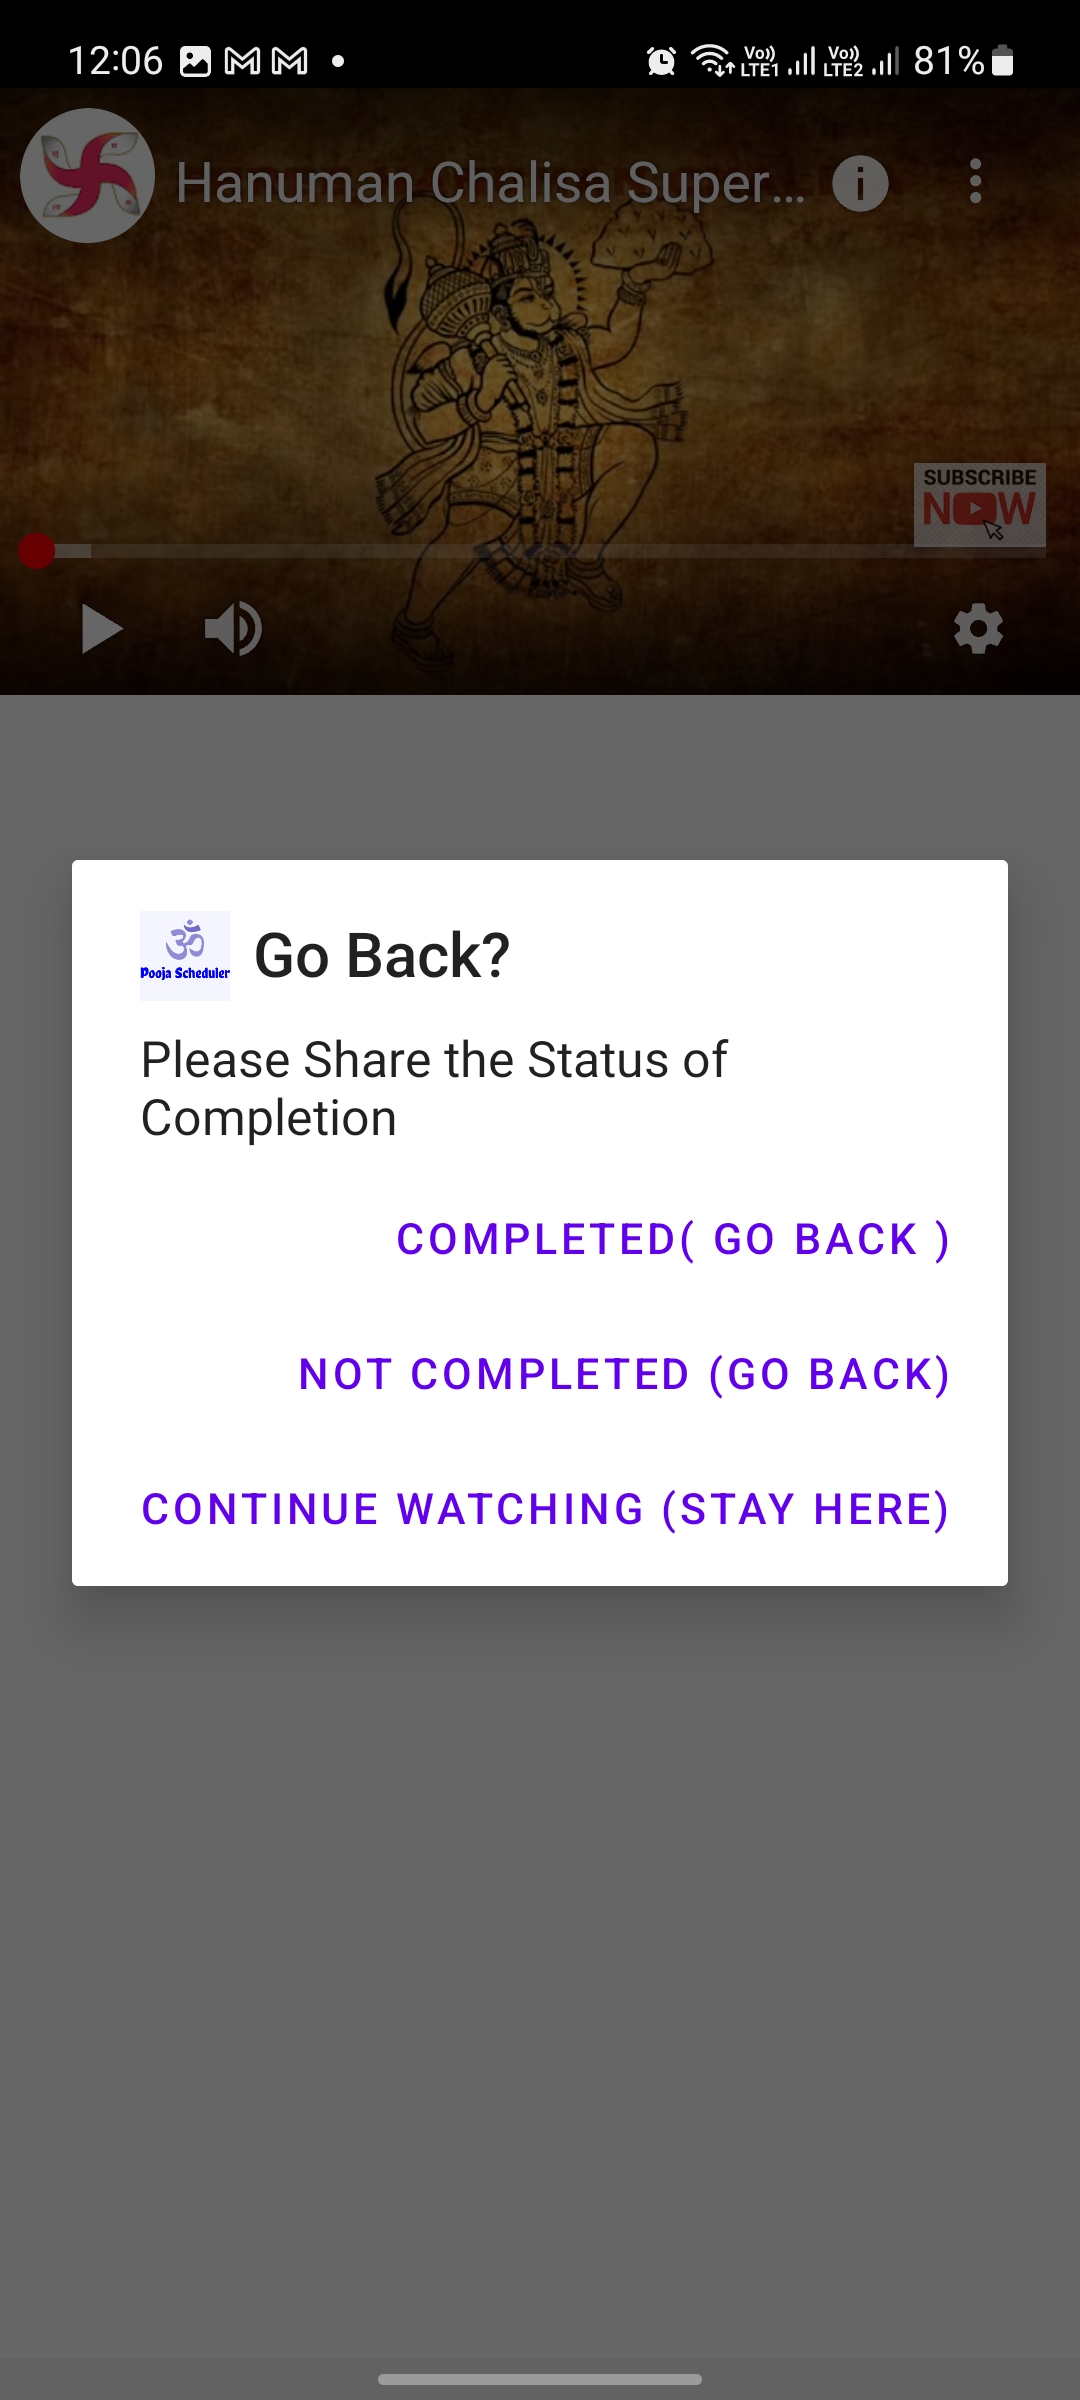 12:06
Vo)) LTE1 Vo)) LTE2 81%
Hanuman Chalisa Super...
SUBSCRIBE
NOW
Pooja Scheduler
Go Back?
Please Share the Status of
Completion
COMPLETED( GO BACK )
NOT COMPLETED (GO BACK)
CONTINUE WATCHING (STAY HERE)